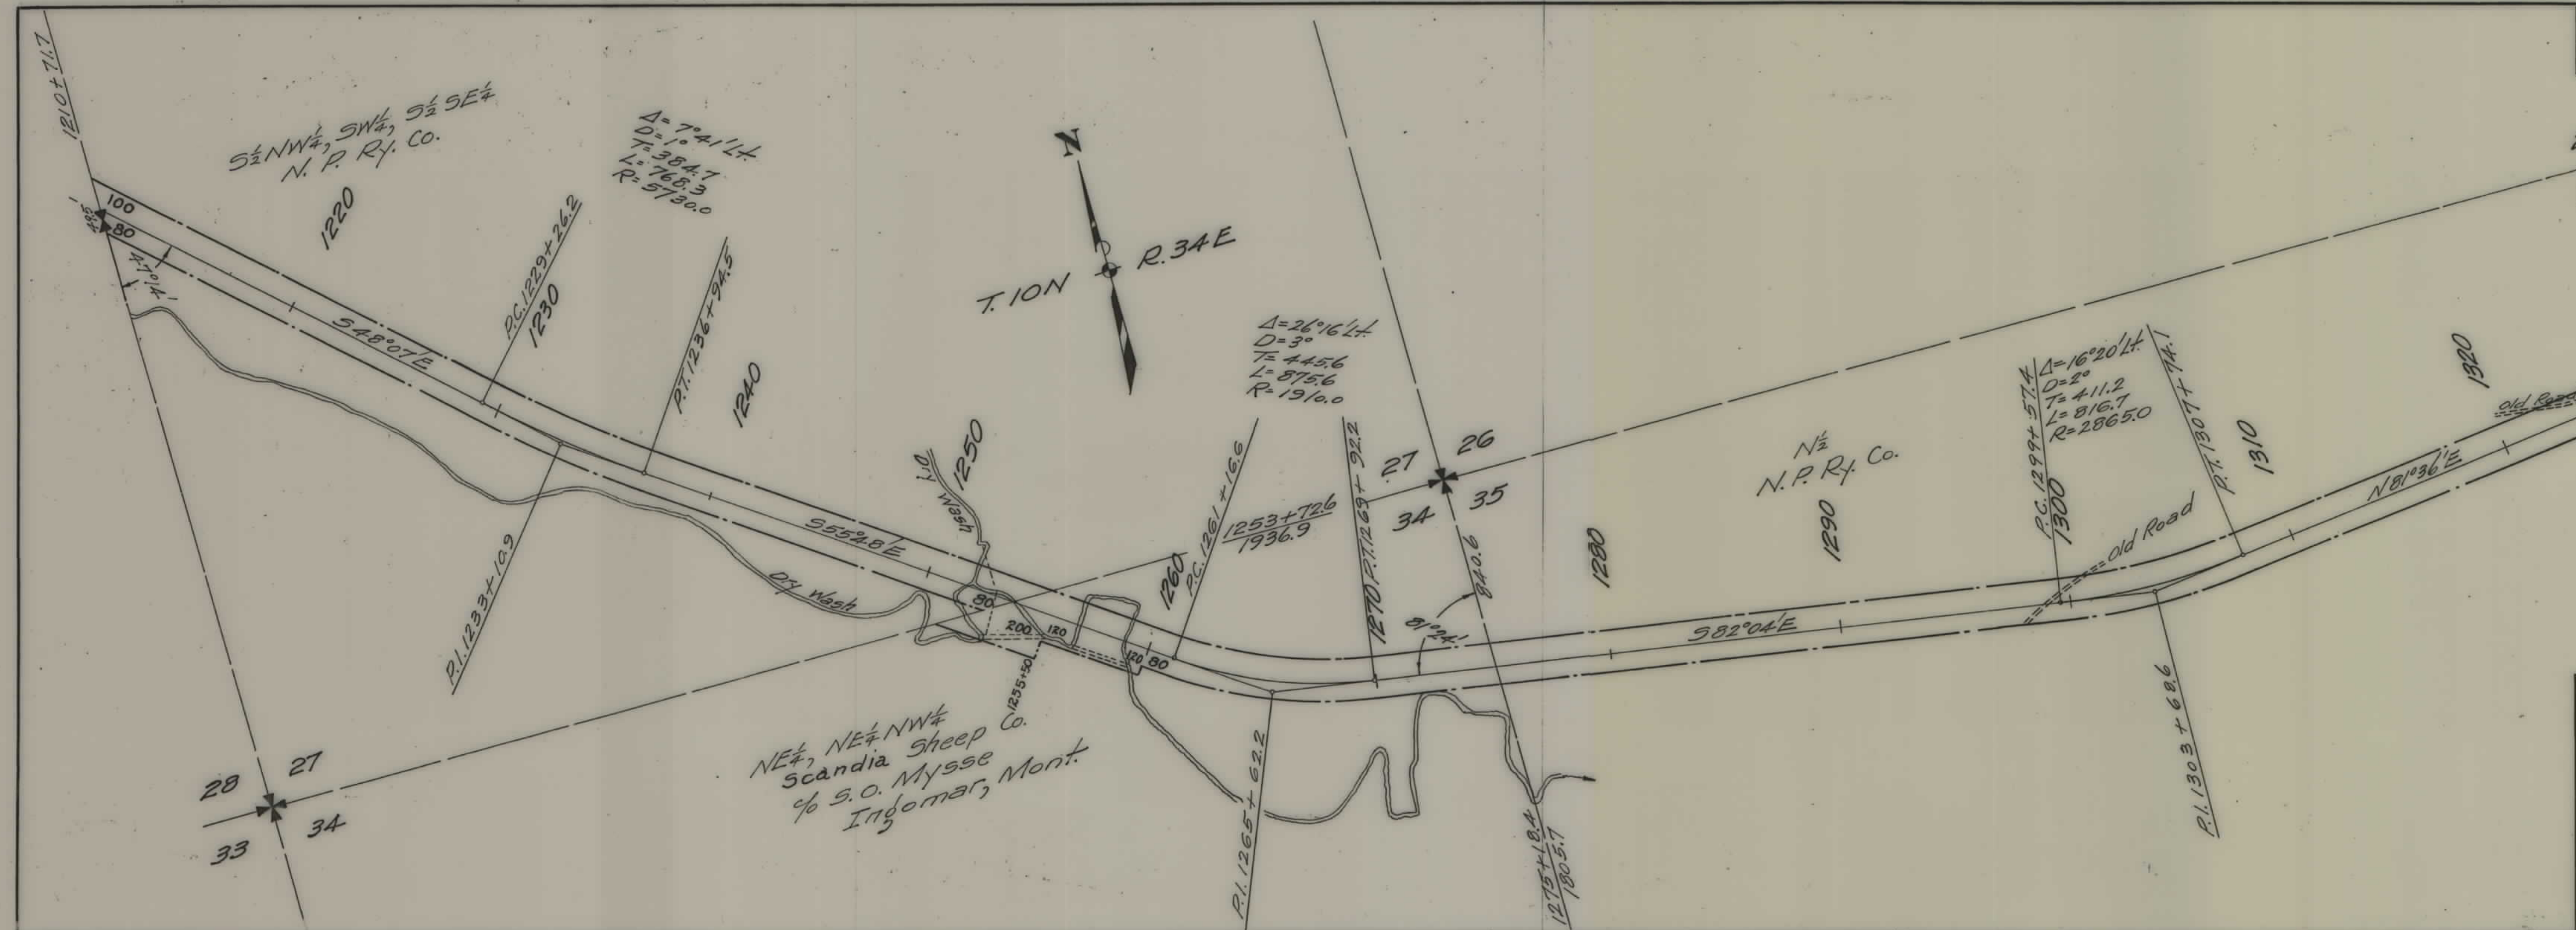 1210+71.7
S½NW¼, SW¼, S½SE¼
N. P. Ry. Co.
1220
Δ=7°41'Lt.
D=1°
T=384.7
L=768.3
R=5730.0
100
80
47°14'
S48°07'E
P.C.1229+26.2
1230
P.T.1236+94.5
1240
P.I.1233+10.9
N
T.10N
R.34E
S55°48'E
Dry Wash
1250
Dry Wash
80
200
120
120
80
1255+50
1260
P.C.1261+16.6
1253+72.6
1936.9
Δ=26°16'Lt
D=3°
T=445.6
L=875.6
R=1910.0
1270 P.T.1269+92.2
27
26
34
35
840.6
81°24'
P.I.1265+62.2
1275+18.4
1805.7
NE¼, NE¼NW¼
Scandia Sheep Co.
c/o S.O. Mysse
Ingomar, Mont.
28
27
33
34
1280
N½
N.P. Ry. Co.
1290
S82°04'E
P.C.1299+57.4
1300
Δ=16°20'Lt
D=2°
T=411.2
L=816.7
R=2865.0
P.T.1307+74.1
Old Road
1310
P.I.1303+68.6
N81°36'E
1320
Old Road